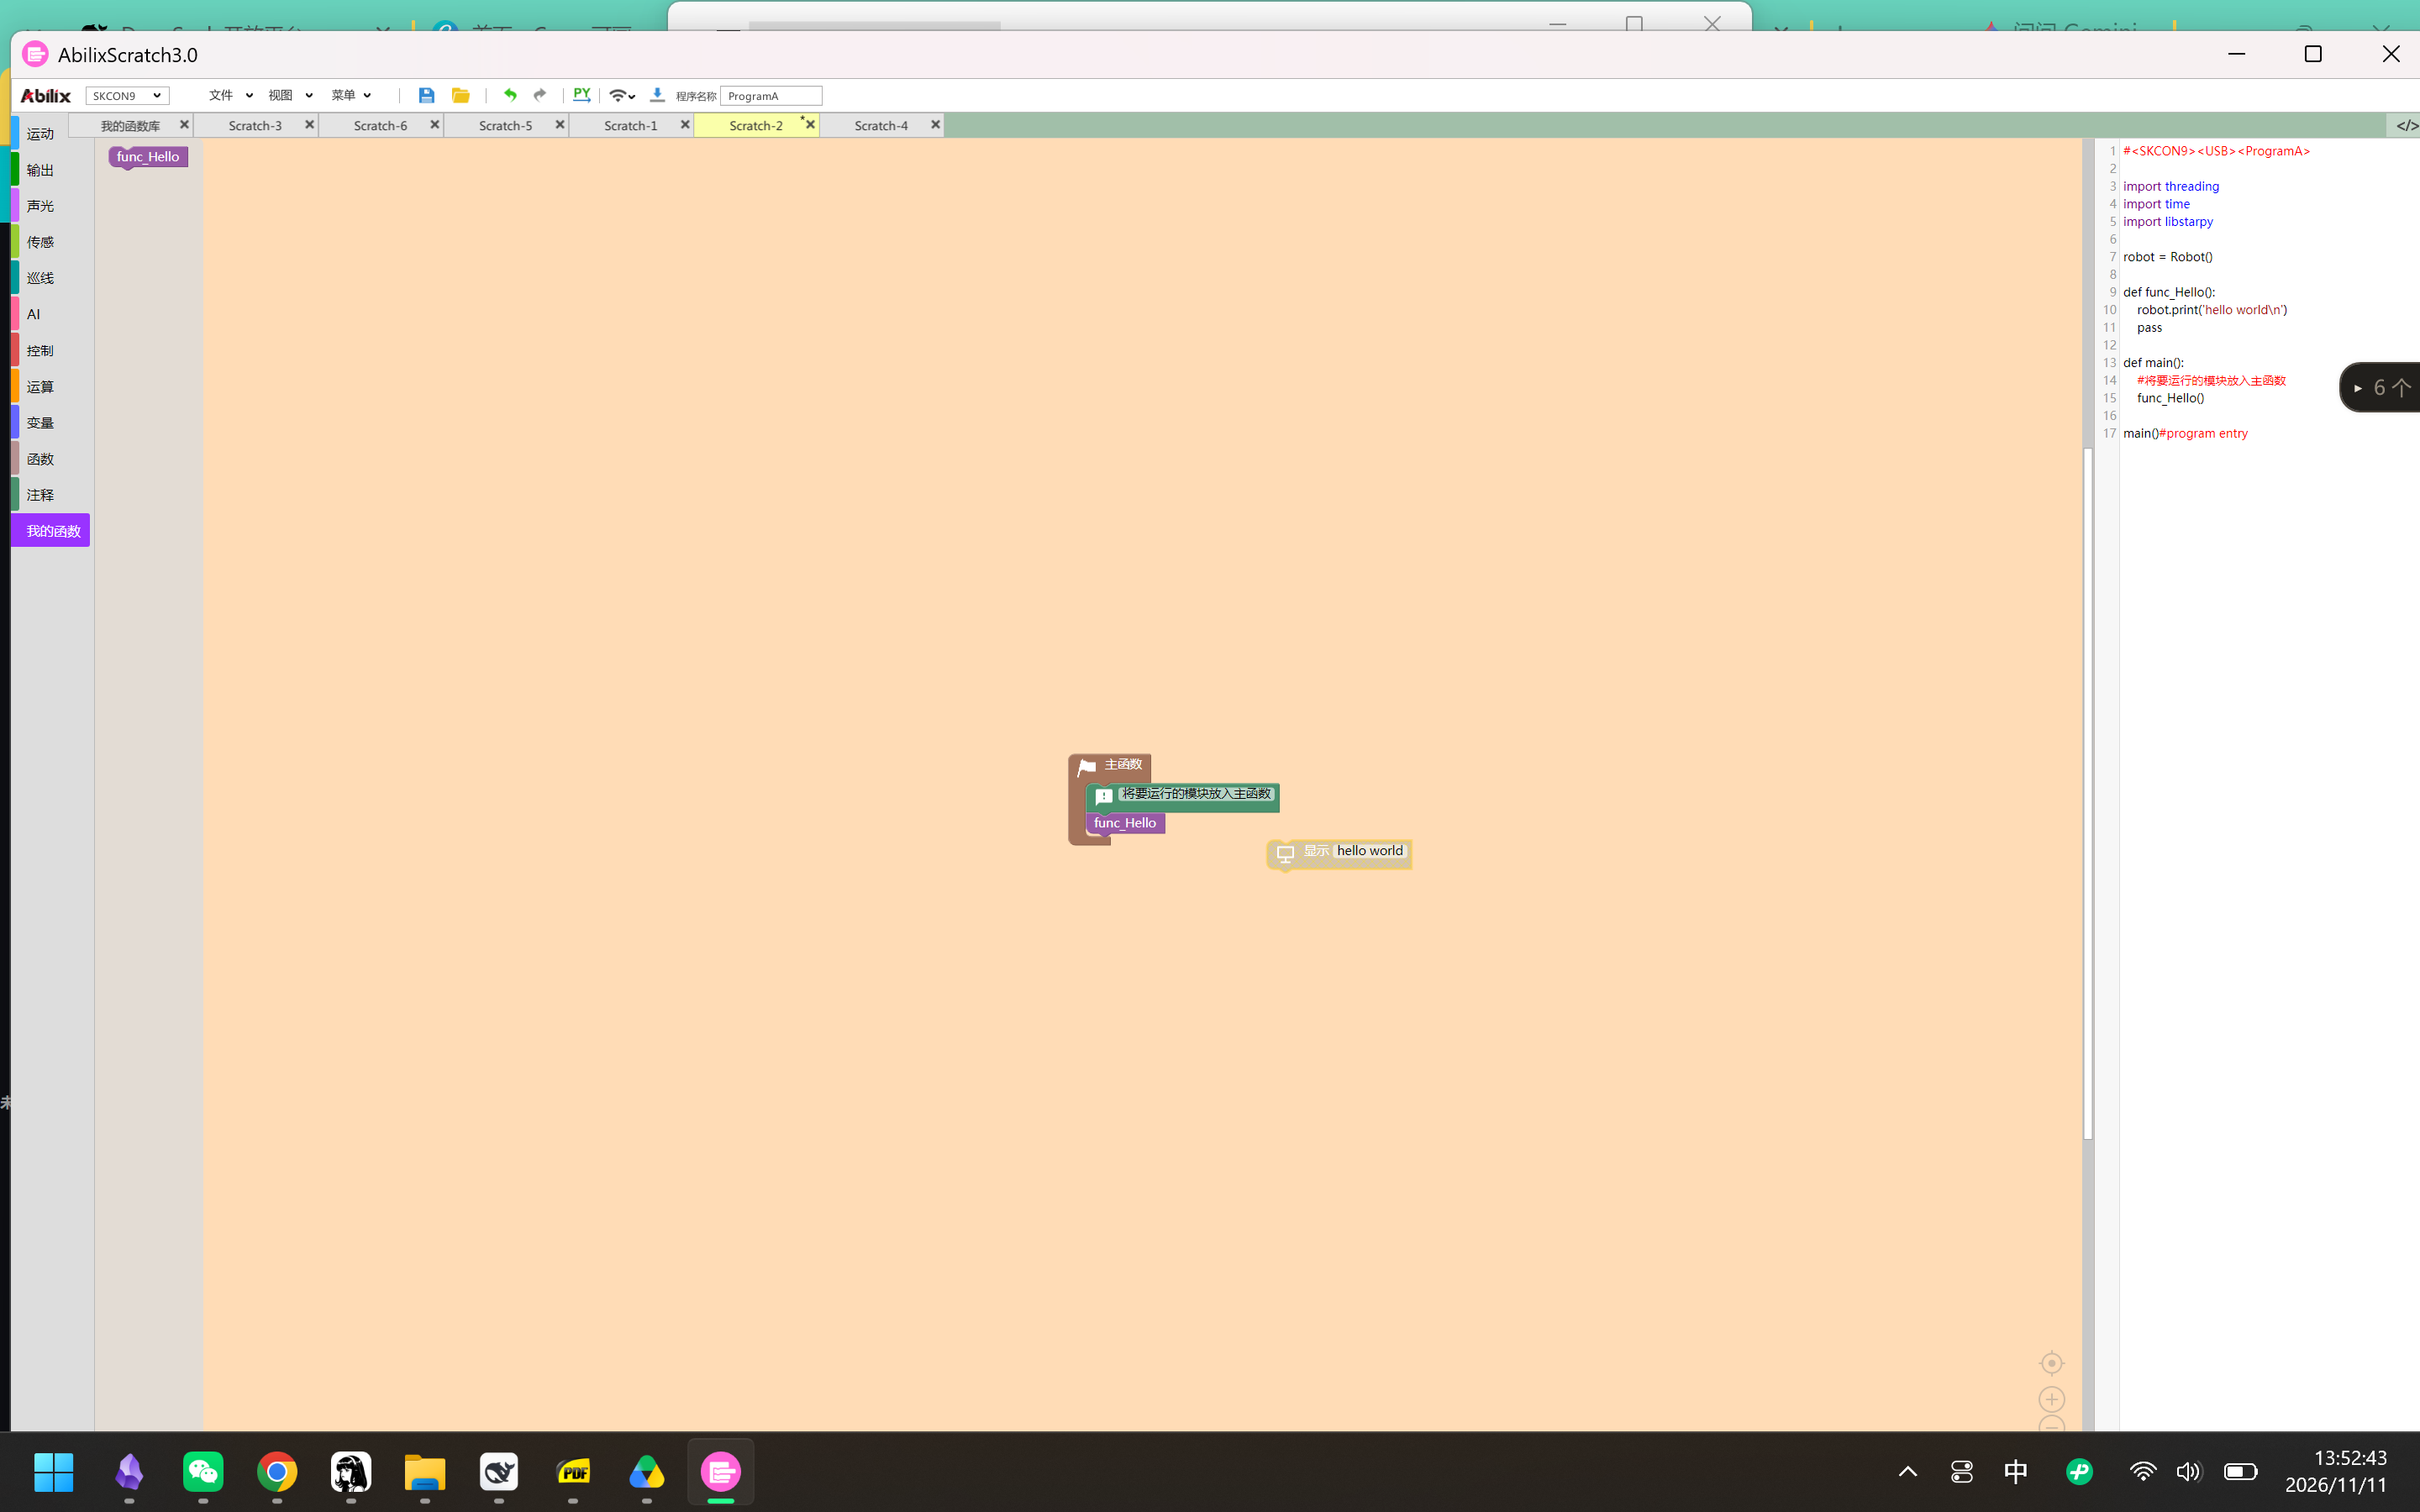 AbilixScratch3.0
Abilix SKCON9 文件 视图 菜单 PY 程序名称 ProgramA
我的函数库 Scratch-3 Scratch-6 Scratch-5 Scratch-1 Scratch-2 * Scratch-4 </>
运动
输出
声光
传感
巡线
AI
控制
运算
变量
函数
注释
我的函数
func_Hello
主函数
将要运行的模块放入主函数
func_Hello
显示 hello world
1 #<SKCON9><USB><ProgramA>
2
3 import threading
4 import time
5 import libstarpy
6
7 robot = Robot()
8
9 def func_Hello():
10 robot.print('hello world\n')
11 pass
12
13 def main():
14 #将要运行的模块放入主函数
15 func_Hello()
16
17 main()#program entry
6 个
PDF
中
13:52:43
2026/11/11